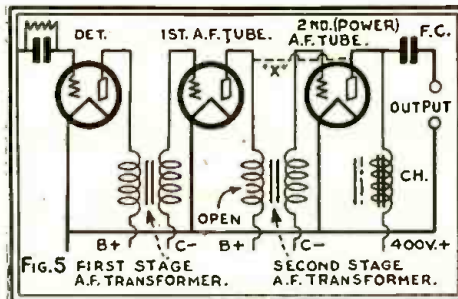 DET.
1ST. A.F. TUBE.
2ND. (POWER)
A.F. TUBE.
F.C.
"X"
OUTPUT
OPEN
CH.
B+
C-
B+
C-
400V.+
FIG.5
FIRST STAGE
A.F. TRANSFORMER.
SECOND STAGE
A.F. TRANSFORMER.